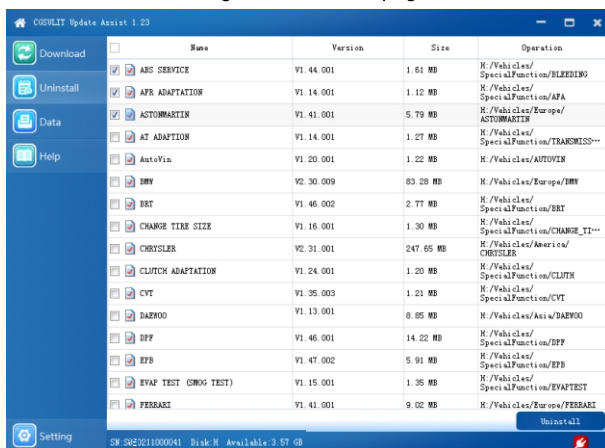 CGSULIT Update Assist 1.23
Download
Uninstall
Data
Help
Setting
Name Version Size Operation
ABS SERVICE V1.44.001 1.61 MB H:/Vehicles/
SpecialFunction/BLEEDING
AFR ADAPTATION V1.14.001 1.12 MB H:/Vehicles/
SpecialFunction/AFA
ASTONMARTIN V1.41.001 5.79 MB H:/Vehicles/Europe/
ASTONMARTIN
AT ADAPTION V1.14.001 1.27 MB H:/Vehicles/
SpecialFunction/TRANSMISS...
AutoVin V1.20.001 1.22 MB H:/Vehicles/AUTOVIN
BMW V2.30.009 83.28 MB H:/Vehicles/Europe/BMW
BRT V1.46.002 2.77 MB H:/Vehicles/
SpecialFunction/BRT
CHANGE TIRE SIZE V1.16.001 1.30 MB H:/Vehicles/
SpecialFunction/CHANGE_TI...
CHRYSLER V2.31.001 247.65 MB H:/Vehicles/America/
CHRYSLER
CLUTCH ADAPTATION V1.24.001 1.20 MB H:/Vehicles/
SpecialFunction/CLUTH
CVT V1.35.003 1.21 MB H:/Vehicles/
SpecialFunction/CVT
DAEWOO V1.13.001 8.85 MB H:/Vehicles/Asia/DAEWOO
DPF V1.46.001 14.22 MB H:/Vehicles/
SpecialFunction/DPF
EPB V1.47.002 5.91 MB H:/Vehicles/
SpecialFunction/EPB
EVAP TEST (SMOG TEST) V1.15.001 1.35 MB H:/Vehicles/
SpecialFunction/EVAPTEST
FERRARI V1.41.001 9.02 MB H:/Vehicles/Europe/FERRARI
Uninstall
Disk:H Available:3.57 GB